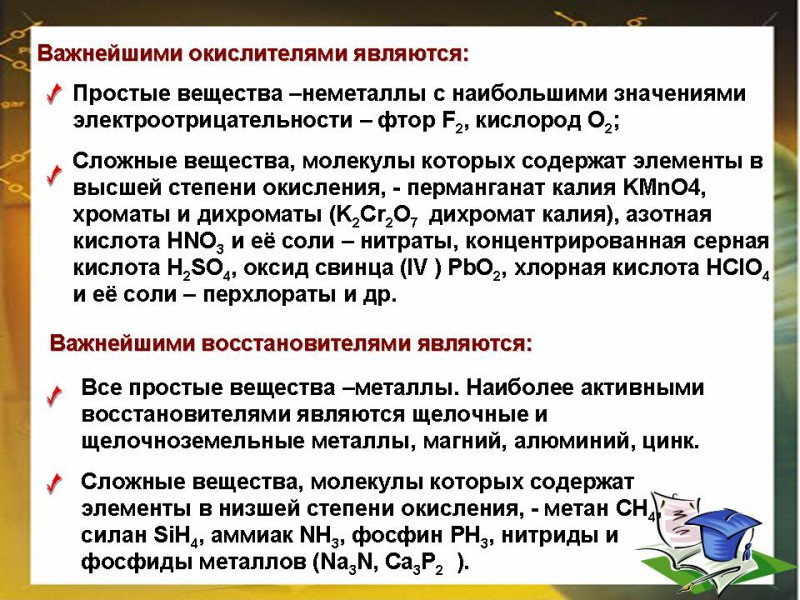 Важнейшими окислителями являются:
Простые вещества –неметаллы с наибольшими значениями
электроотрицательности – фтор F₂, кислород O₂;
Сложные вещества, молекулы которых содержат элементы в
высшей степени окисления, - перманганат калия KMnO4,
хроматы и дихроматы (K₂Cr₂O₇ дихромат калия), азотная
кислота HNO₃ и её соли – нитраты, концентрированная серная
кислота H₂SO₄, оксид свинца (IV ) PbO₂, хлорная кислота HClO₄
и её соли – перхлораты и др.
Важнейшими восстановителями являются:
Все простые вещества –металлы. Наиболее активными
восстановителями являются щелочные и
щелочноземельные металлы, магний, алюминий, цинк.
Сложные вещества, молекулы которых содержат
элементы в низшей степени окисления, - метан CH₄,
силан SiH₄, аммиак NH₃, фосфин PH₃, нитриды и
фосфиды металлов (Na₃N, Ca₃P₂ ).